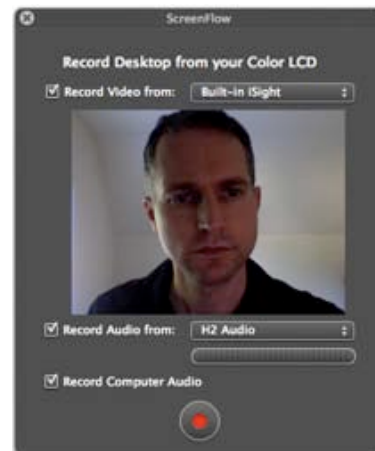 ScreenFlow
Record Desktop from your Color LCD
Record Video from: Built-in iSight
Record Audio from: H2 Audio
Record Computer Audio